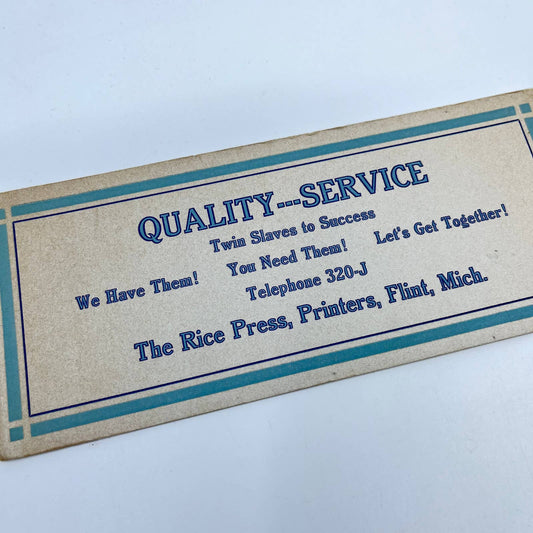 QUALITY---SERVICE
Twin Slaves to Success
We Have Them! You Need Them! Let's Get Together!
Telephone 320-J
The Rice Press, Printers, Flint, Mich.